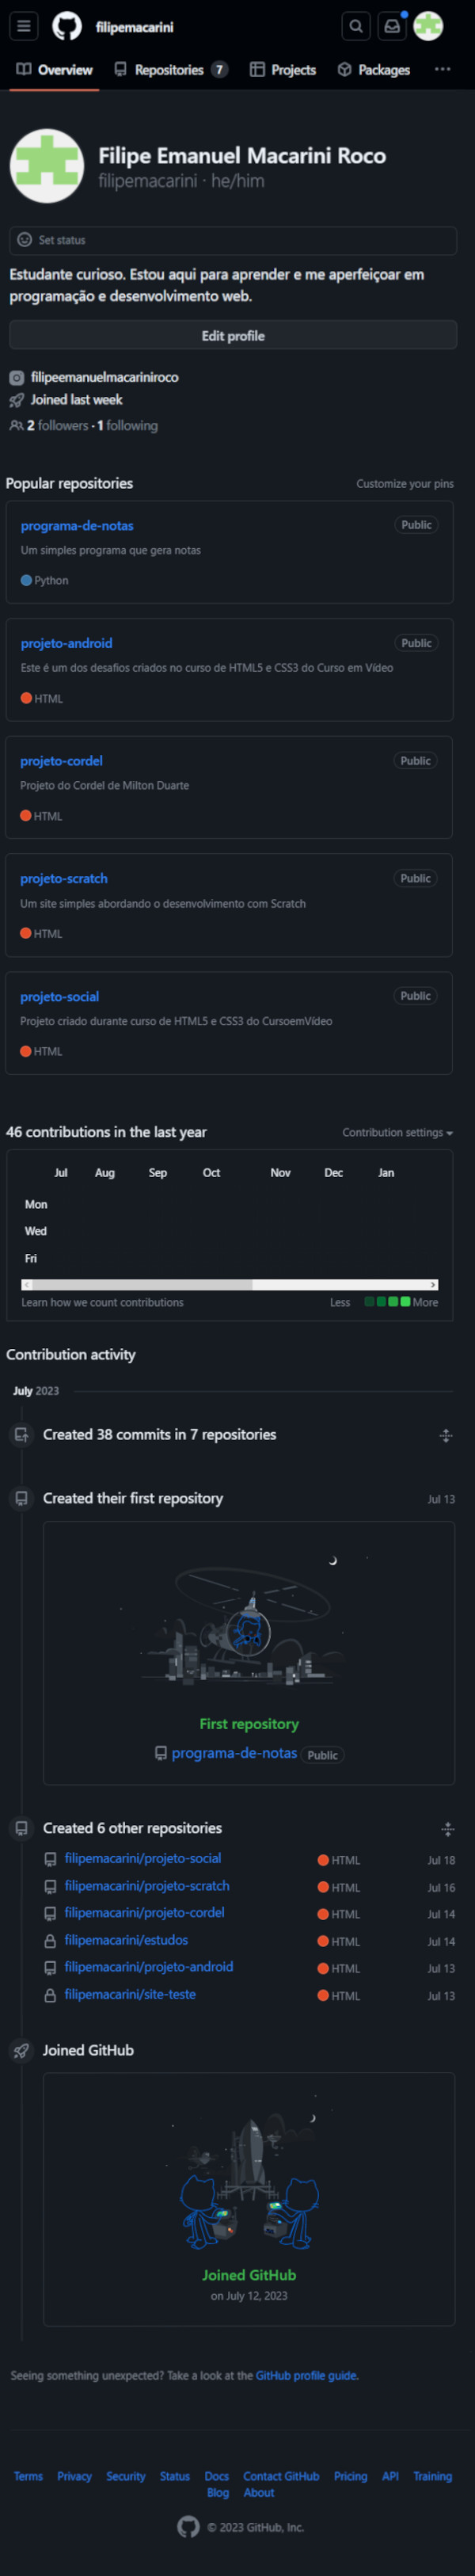 filipemacarini
Overview Repositories 7 Projects Packages ...
Filipe Emanuel Macarini Roco
filipemacarini · he/him
Set status
Estudante curioso. Estou aqui para aprender e me aperfeiçoar em
programação e desenvolvimento web.
Edit profile
filipeemanuelmacariniroco
Joined last week
2 followers · 1 following
Popular repositories Customize your pins
programa-de-notas Public
Um simples programa que gera notas
Python
projeto-android Public
Este é um dos desafios criados no curso de HTML5 e CSS3 do Curso em Vídeo
HTML
projeto-cordel Public
Projeto do Cordel de Milton Duarte
HTML
projeto-scratch Public
Um site simples abordando o desenvolvimento com Scratch
HTML
projeto-social Public
Projeto criado durante curso de HTML5 e CSS3 do CursoemVídeo
HTML
46 contributions in the last year Contribution settings
Jul Aug Sep Oct Nov Dec Jan
Mon
Wed
Fri
Learn how we count contributions Less More
Contribution activity
July 2023
Created 38 commits in 7 repositories
Created their first repository Jul 13
First repository
programa-de-notas Public
Created 6 other repositories
filipemacarini/projeto-social HTML Jul 18
filipemacarini/projeto-scratch HTML Jul 16
filipemacarini/projeto-cordel HTML Jul 14
filipemacarini/estudos HTML Jul 14
filipemacarini/projeto-android HTML Jul 13
filipemacarini/site-teste HTML Jul 13
Joined GitHub
Joined GitHub
on July 12, 2023
Seeing something unexpected? Take a look at the GitHub profile guide.
Terms Privacy Security Status Docs Contact GitHub Pricing API Training
Blog About
© 2023 GitHub, Inc.